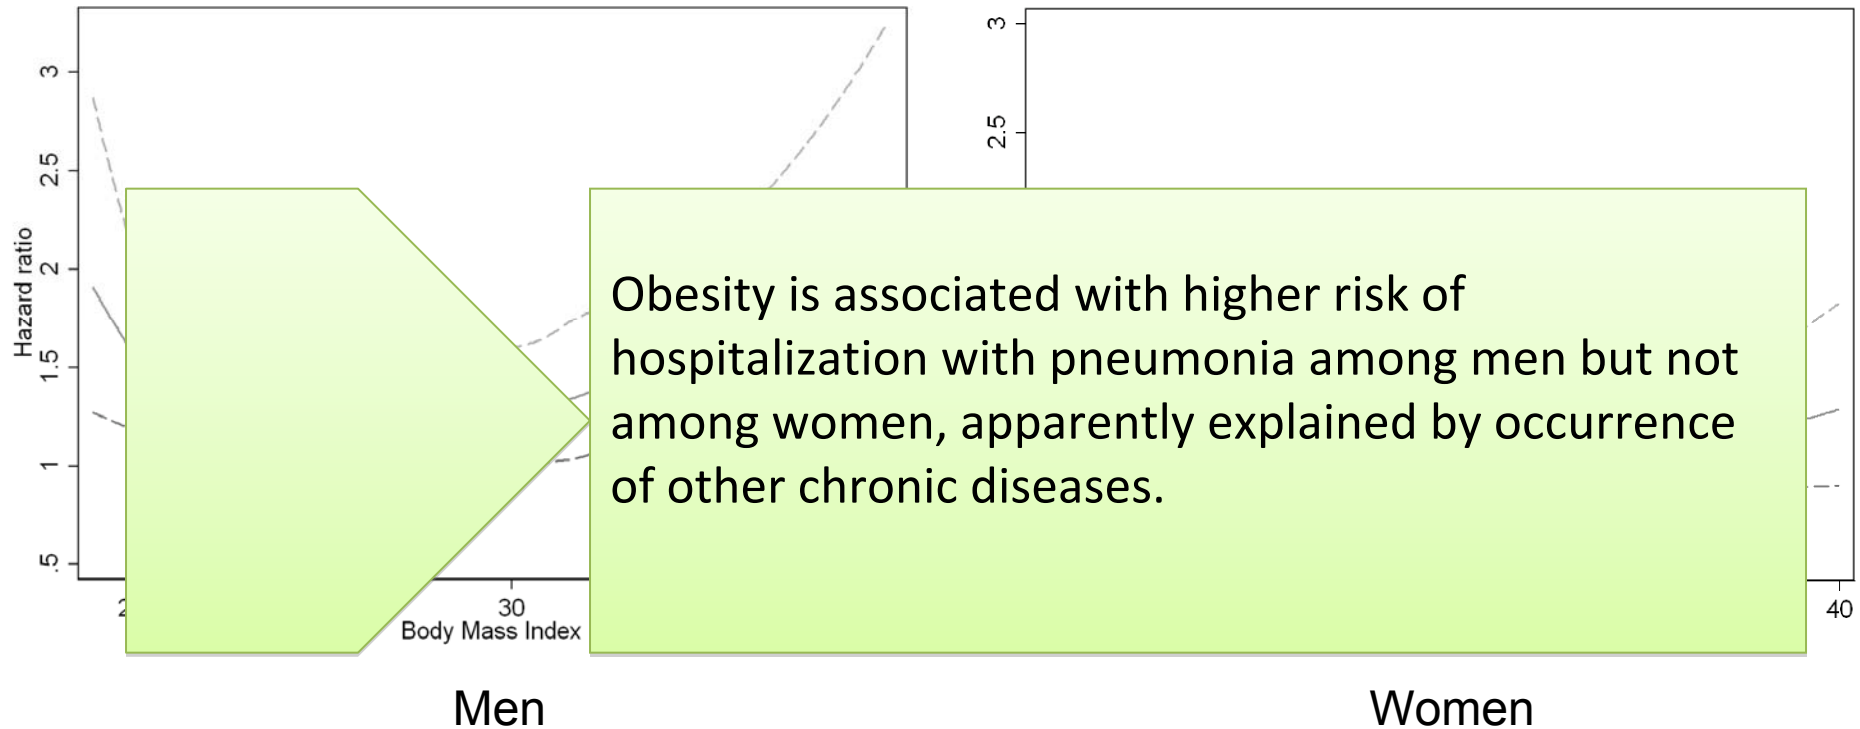 3
2.5
2
1.5
1
.5
Hazard ratio
30
Body Mass Index
3
2.5
40
Obesity is associated with higher risk of
hospitalization with pneumonia among men but not
among women, apparently explained by occurrence
of other chronic diseases.
Men
Women